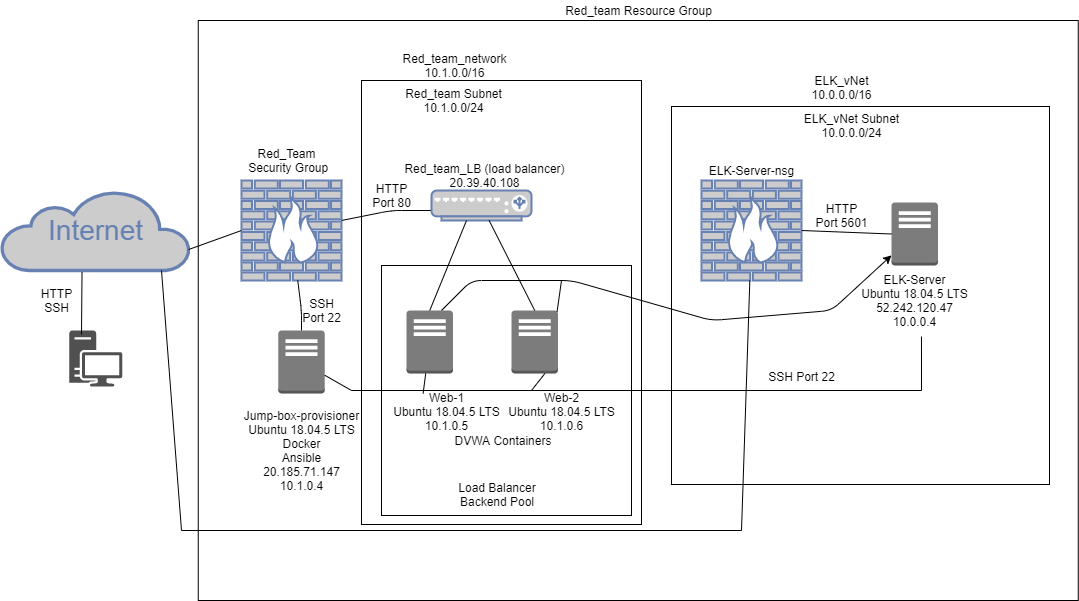 Red_team Resource Group
Red_team_network
10.1.0.0/16
Red_team Subnet
10.1.0.0/24
ELK_vNet
10.0.0.0/16
ELK_vNet Subnet
10.0.0.0/24
Red_Team
Security Group
Red_team_LB (load balancer)
20.39.40.108
HTTP
Port 80
ELK-Server-nsg
HTTP
Port 5601
Internet
HTTP
SSH
SSH
Port 22
ELK-Server
Ubuntu 18.04.5 LTS
52.242.120.47
10.0.0.4
SSH Port 22
Jump-box-provisioner
Ubuntu 18.04.5 LTS
Docker
Ansible
20.185.71.147
10.1.0.4
Web-1
Ubuntu 18.04.5 LTS
10.1.0.5
Web-2
Ubuntu 18.04.5 LTS
10.1.0.6
DVWA Containers
Load Balancer
Backend Pool